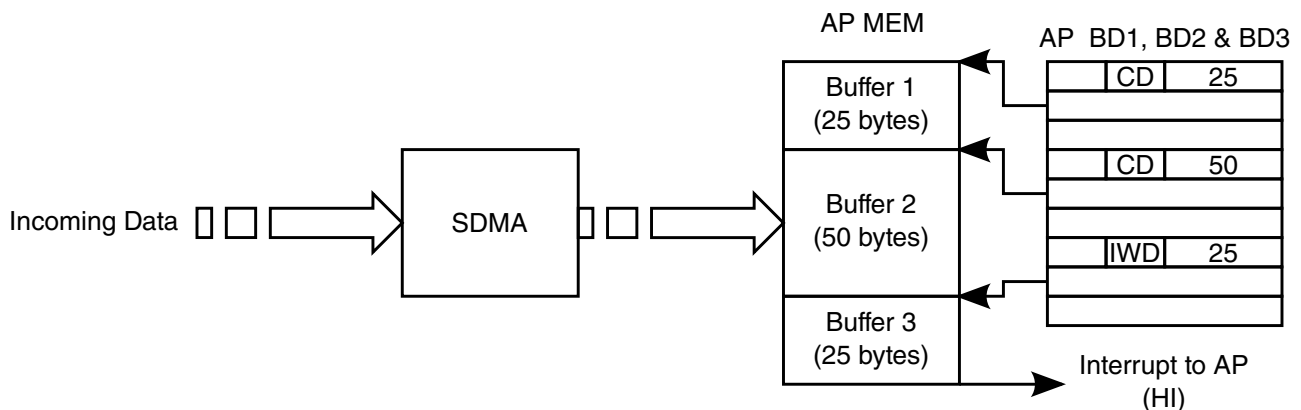 AP MEM
AP BD1, BD2 & BD3
Buffer 1
(25 bytes)
CD 25
Incoming Data
SDMA
Buffer 2
(50 bytes)
CD 50
IWD 25
Buffer 3
(25 bytes)
Interrupt to AP
(HI)